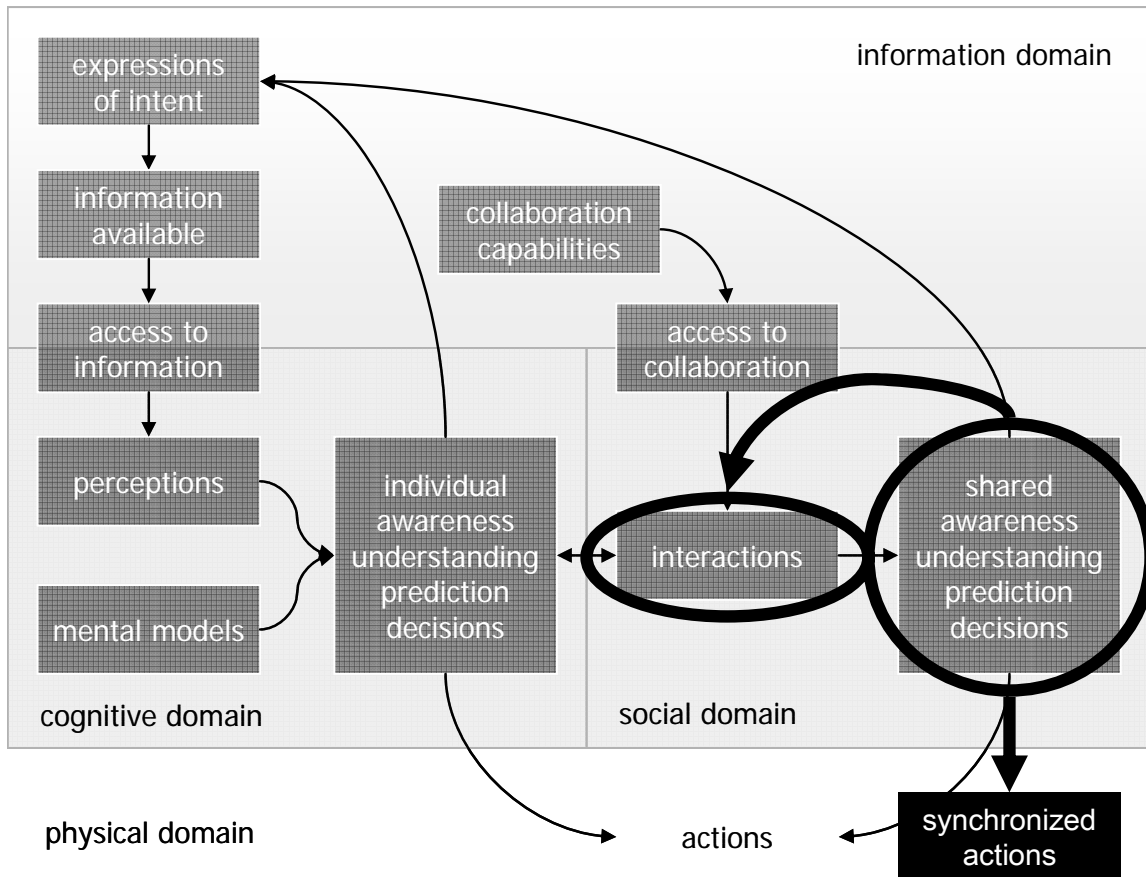 information domain
expressions
of intent
information
available
collaboration
capabilities
access to
information
access to
collaboration
perceptions
individual
awareness
understanding
prediction
decisions
interactions
shared
awareness
understanding
prediction
decisions
mental models
cognitive domain
social domain
physical domain
actions
synchronized
actions